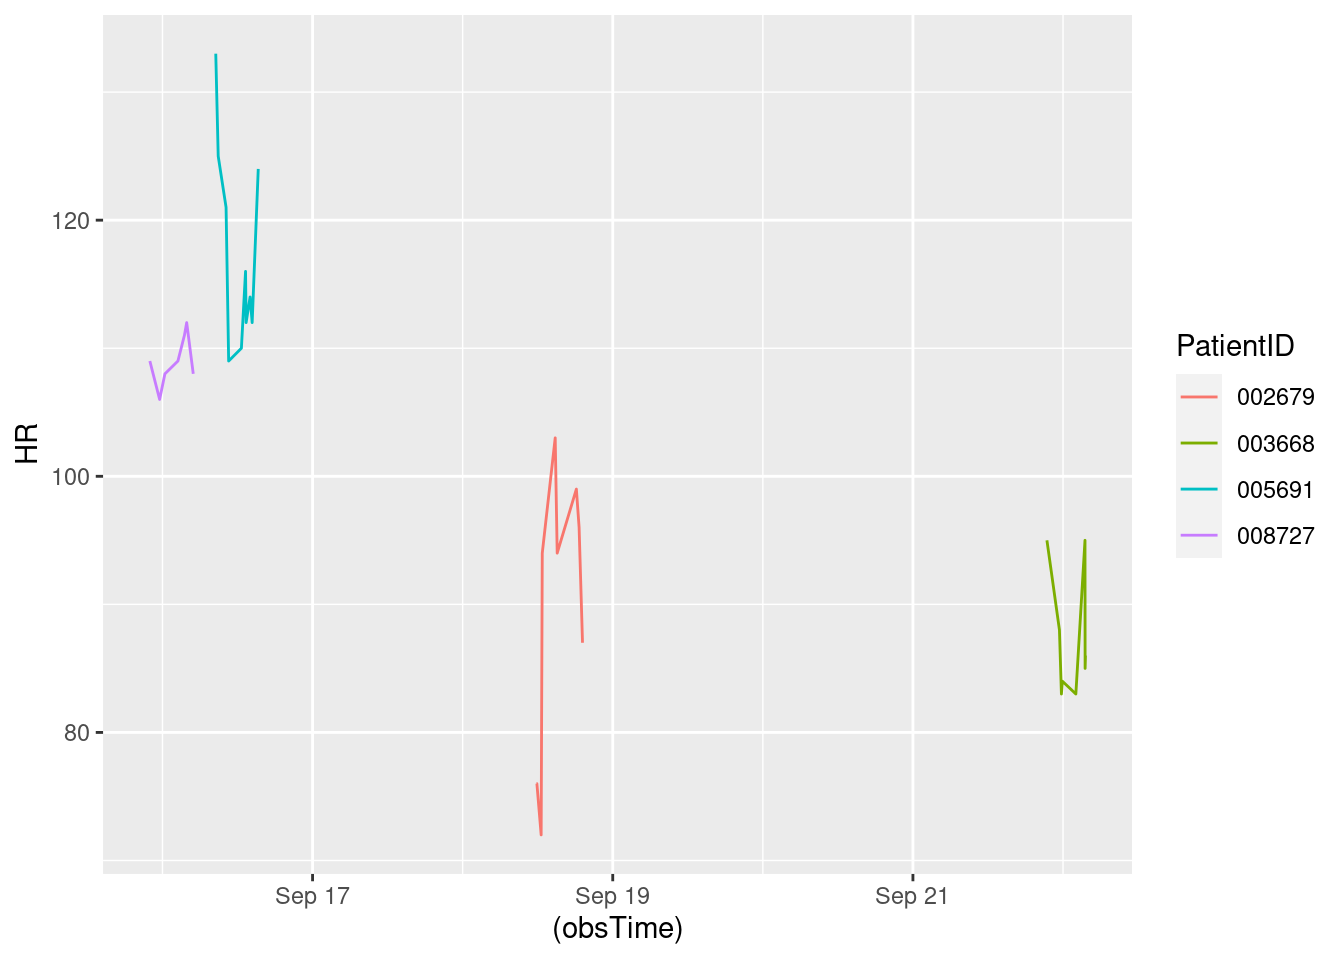 120
100
80
HR
Sep 17
Sep 19
Sep 21
(obsTime)
PatientID
002679
003668
005691
008727